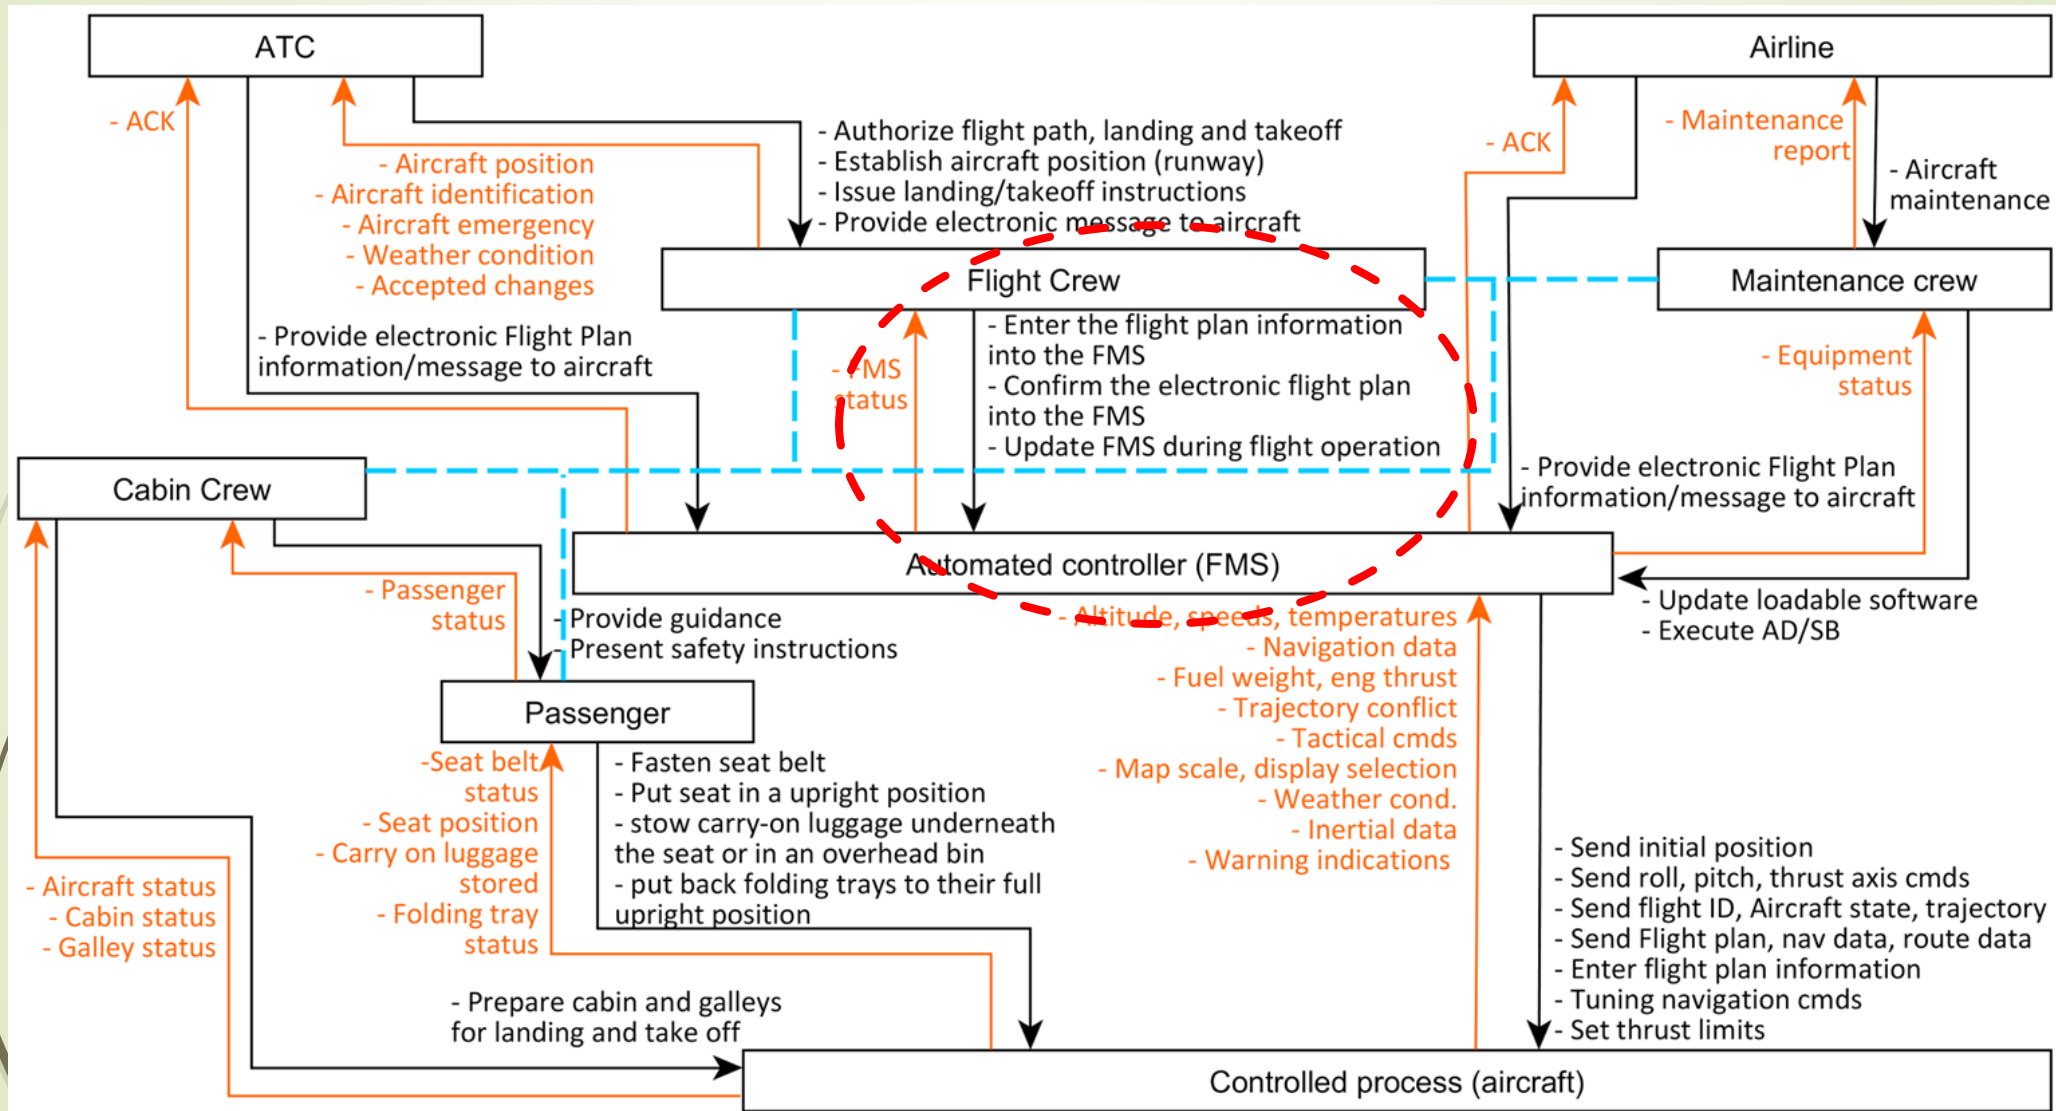 ATC
Airline
- ACK
- Aircraft position
- Aircraft identification
- Aircraft emergency
- Weather condition
- Accepted changes
- Authorize flight path, landing and takeoff
- Establish aircraft position (runway)
- Issue landing/takeoff instructions
- Provide electronic message to aircraft
- ACK
- Maintenance
report
- Aircraft
maintenance
Flight Crew
Maintenance crew
- Provide electronic Flight Plan
information/message to aircraft
- FMS
status
- Enter the flight plan information
into the FMS
- Confirm the electronic flight plan
into the FMS
- Update FMS during flight operation
- Equipment
status
- Provide electronic Flight Plan
information/message to aircraft
Cabin Crew
Automated controller (FMS)
- Passenger
status
- Provide guidance
- Present safety instructions
- Update loadable software
- Execute AD/SB
Passenger
- Altitude, speeds, temperatures
- Navigation data
- Fuel weight, eng thrust
- Trajectory conflict
- Tactical cmds
- Map scale, display selection
- Weather cond.
- Inertial data
- Warning indications
-Seat belt
status
- Seat position
- Carry on luggage
stored
- Folding tray
status
- Fasten seat belt
- Put seat in a upright position
- stow carry-on luggage underneath
the seat or in an overhead bin
- put back folding trays to their full
upright position
- Aircraft status
- Cabin status
- Galley status
- Send initial position
- Send roll, pitch, thrust axis cmds
- Send flight ID, Aircraft state, trajectory
- Send Flight plan, nav data, route data
- Enter flight plan information
- Tuning navigation cmds
- Set thrust limits
- Prepare cabin and galleys
for landing and take off
Controlled process (aircraft)